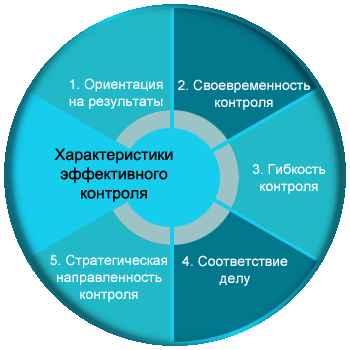 1. Ориентация
на результаты
2. Своевременность
контроля
Характеристики
эффективного
контроля
3. Гибкость
контроля
5. Стратегическая
направленность
контроля
4. Соответствие
делу